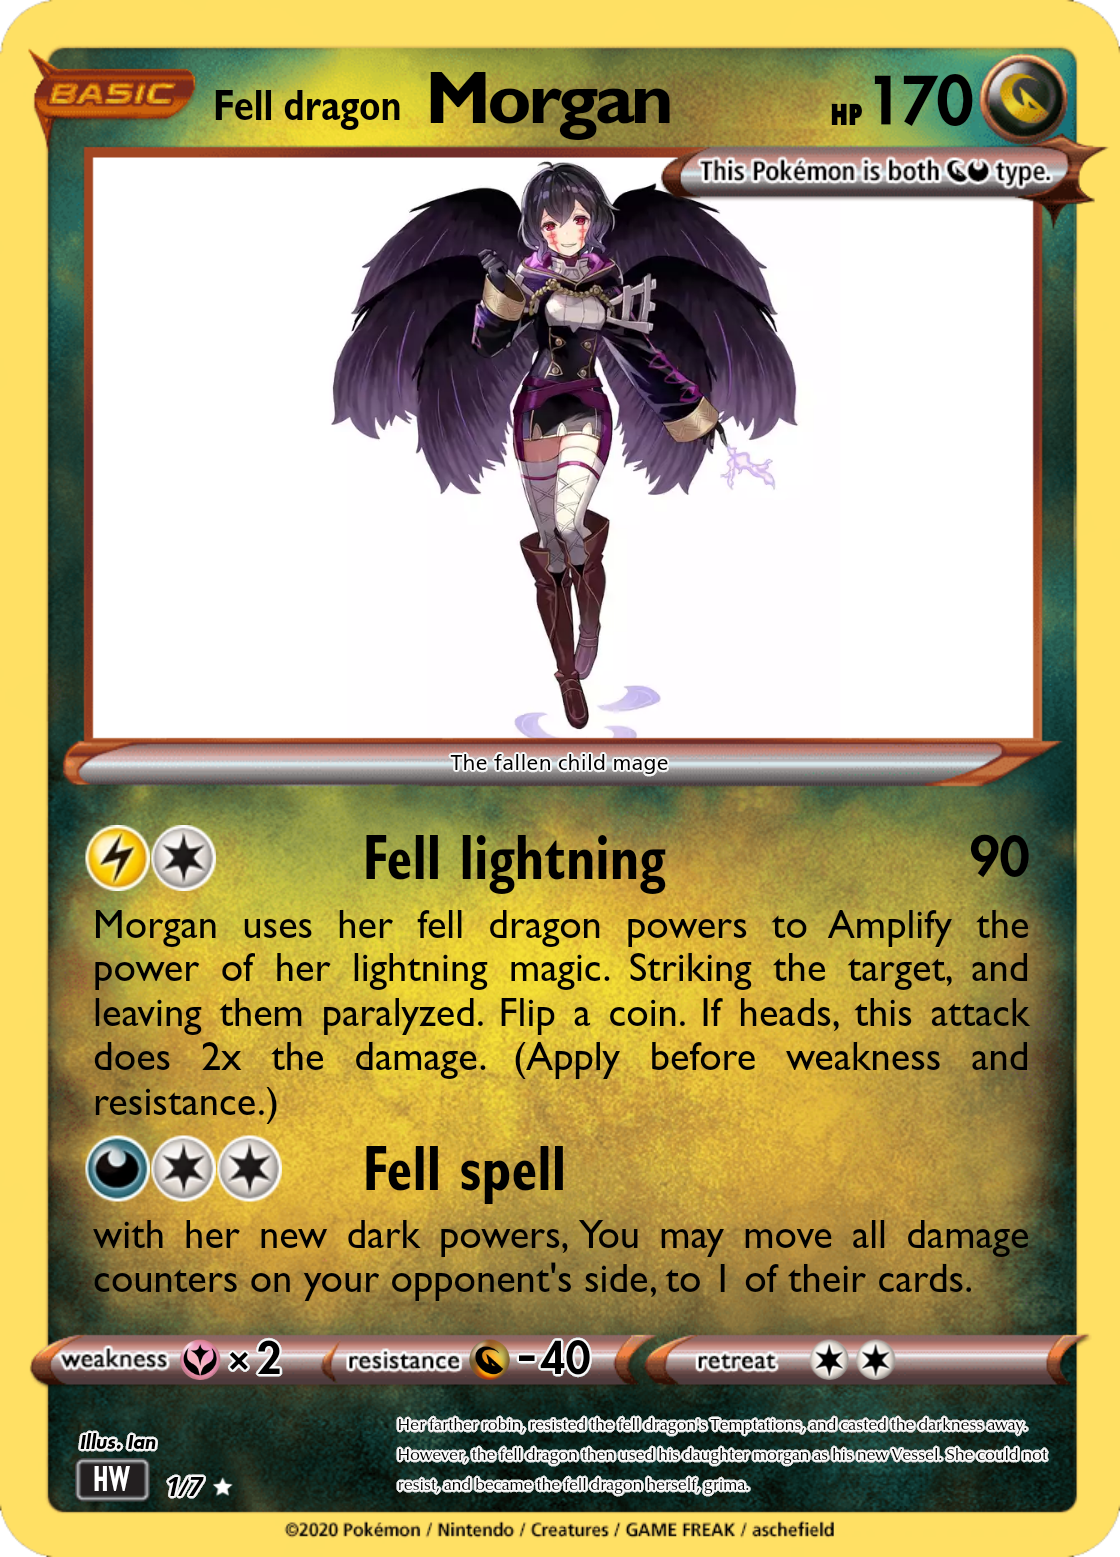 BASIC Fell dragon Morgan HP 170
This Pokémon is both type.
The fallen child mage
Fell lightning 90
Morgan uses her fell dragon powers to Amplify the
power of her lightning magic. Striking the target, and
leaving them paralyzed. Flip a coin. If heads, this attack
does 2x the damage. (Apply before weakness and
resistance.)
Fell spell
with her new dark powers, You may move all damage
counters on your opponent's side, to 1 of their cards.
weakness ×2 resistance -40 retreat
Her farther robin, resisted the fell dragon's Temptations, and casted the darkness away.
However, the fell dragon then used his daughter morgan as his new Vessel. She could not
resist, and became the fell dragon herself, grima.
Illus. Ian
HW 1/7 ★
©2020 Pokémon / Nintendo / Creatures / GAME FREAK / aschefield